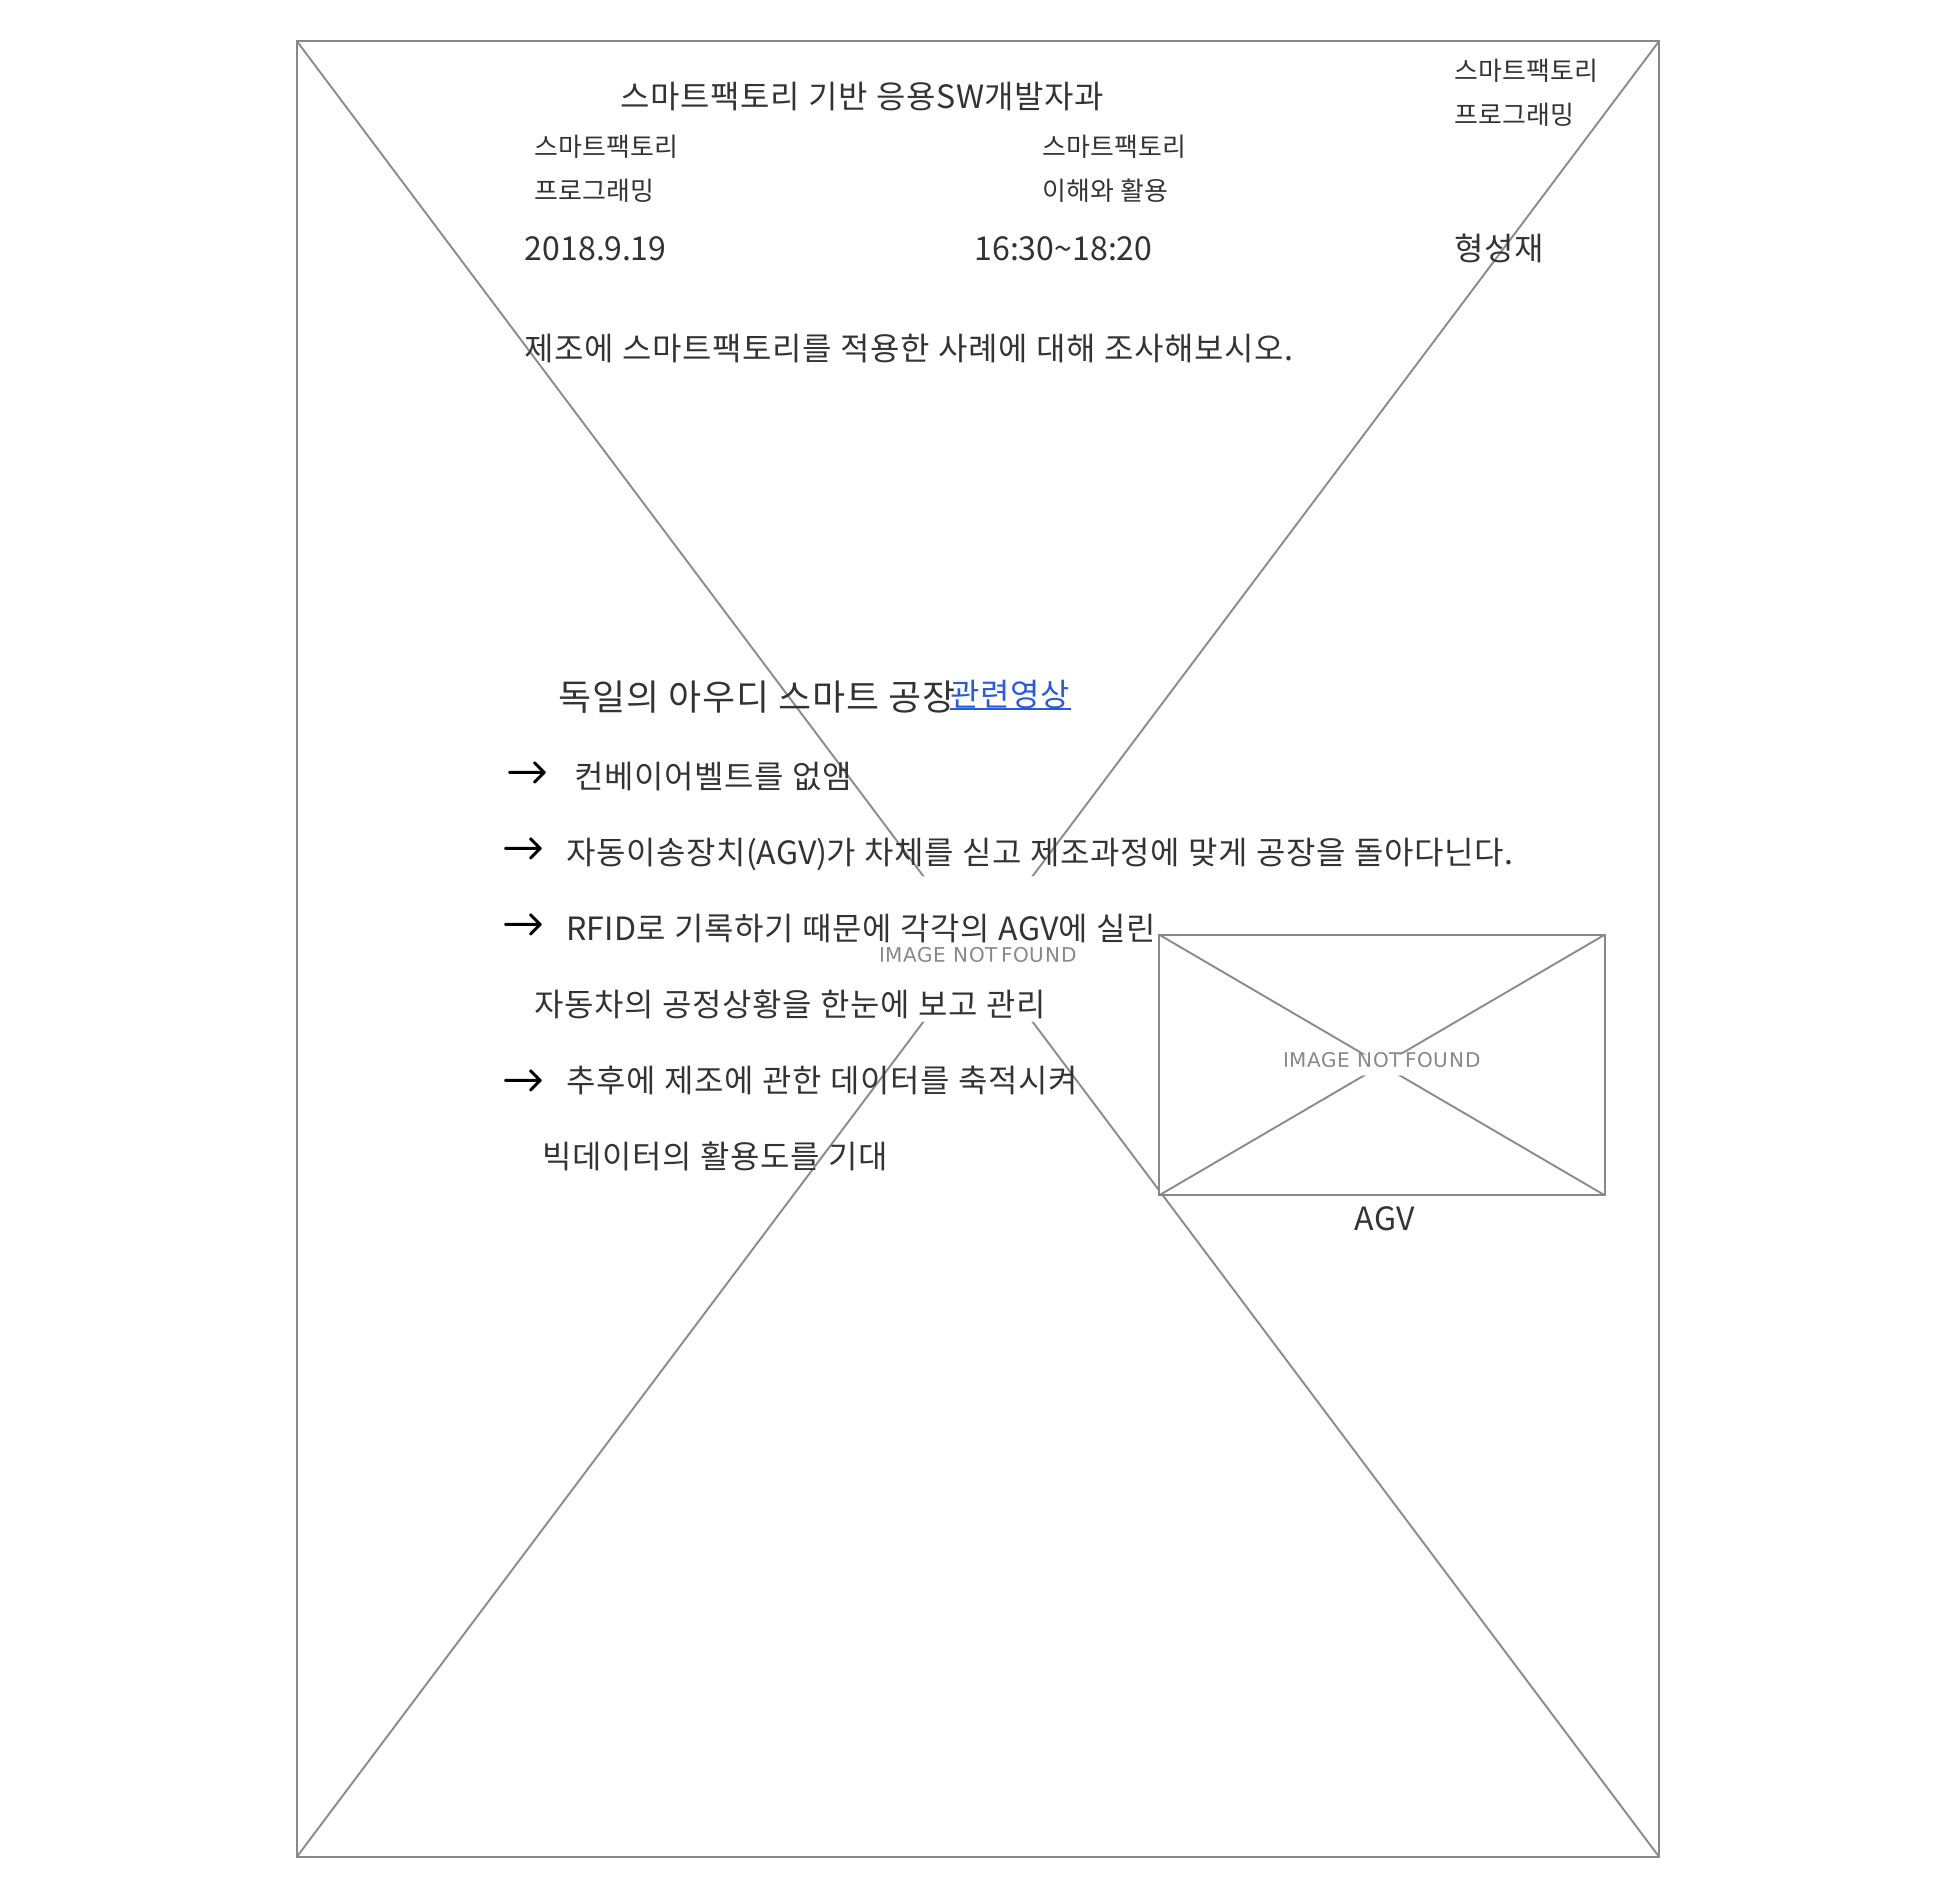 스마트팩토리
프로그래밍
스마트팩토리 기반 응용SW개발자과
스마트팩토리
프로그래밍
스마트팩토리
이해와 활용
2018.9.19
16:30~18:20
형성재
제조에 스마트팩토리를 적용한 사례에 대해 조사해보시오.
독일의 아우디 스마트 공장관련영상
→ 컨베이어벨트를 없앰
→ 자동이송장치(AGV)가 차체를 싣고 제조과정에 맞게 공장을 돌아다닌다.
→ RFID로 기록하기 때문에 각각의 AGV에 실린
IMAGE NOT FOUND
자동차의 공정상황을 한눈에 보고 관리
IMAGE NOT FOUND
→ 추후에 제조에 관한 데이터를 축적시켜
빅데이터의 활용도를 기대
AGV